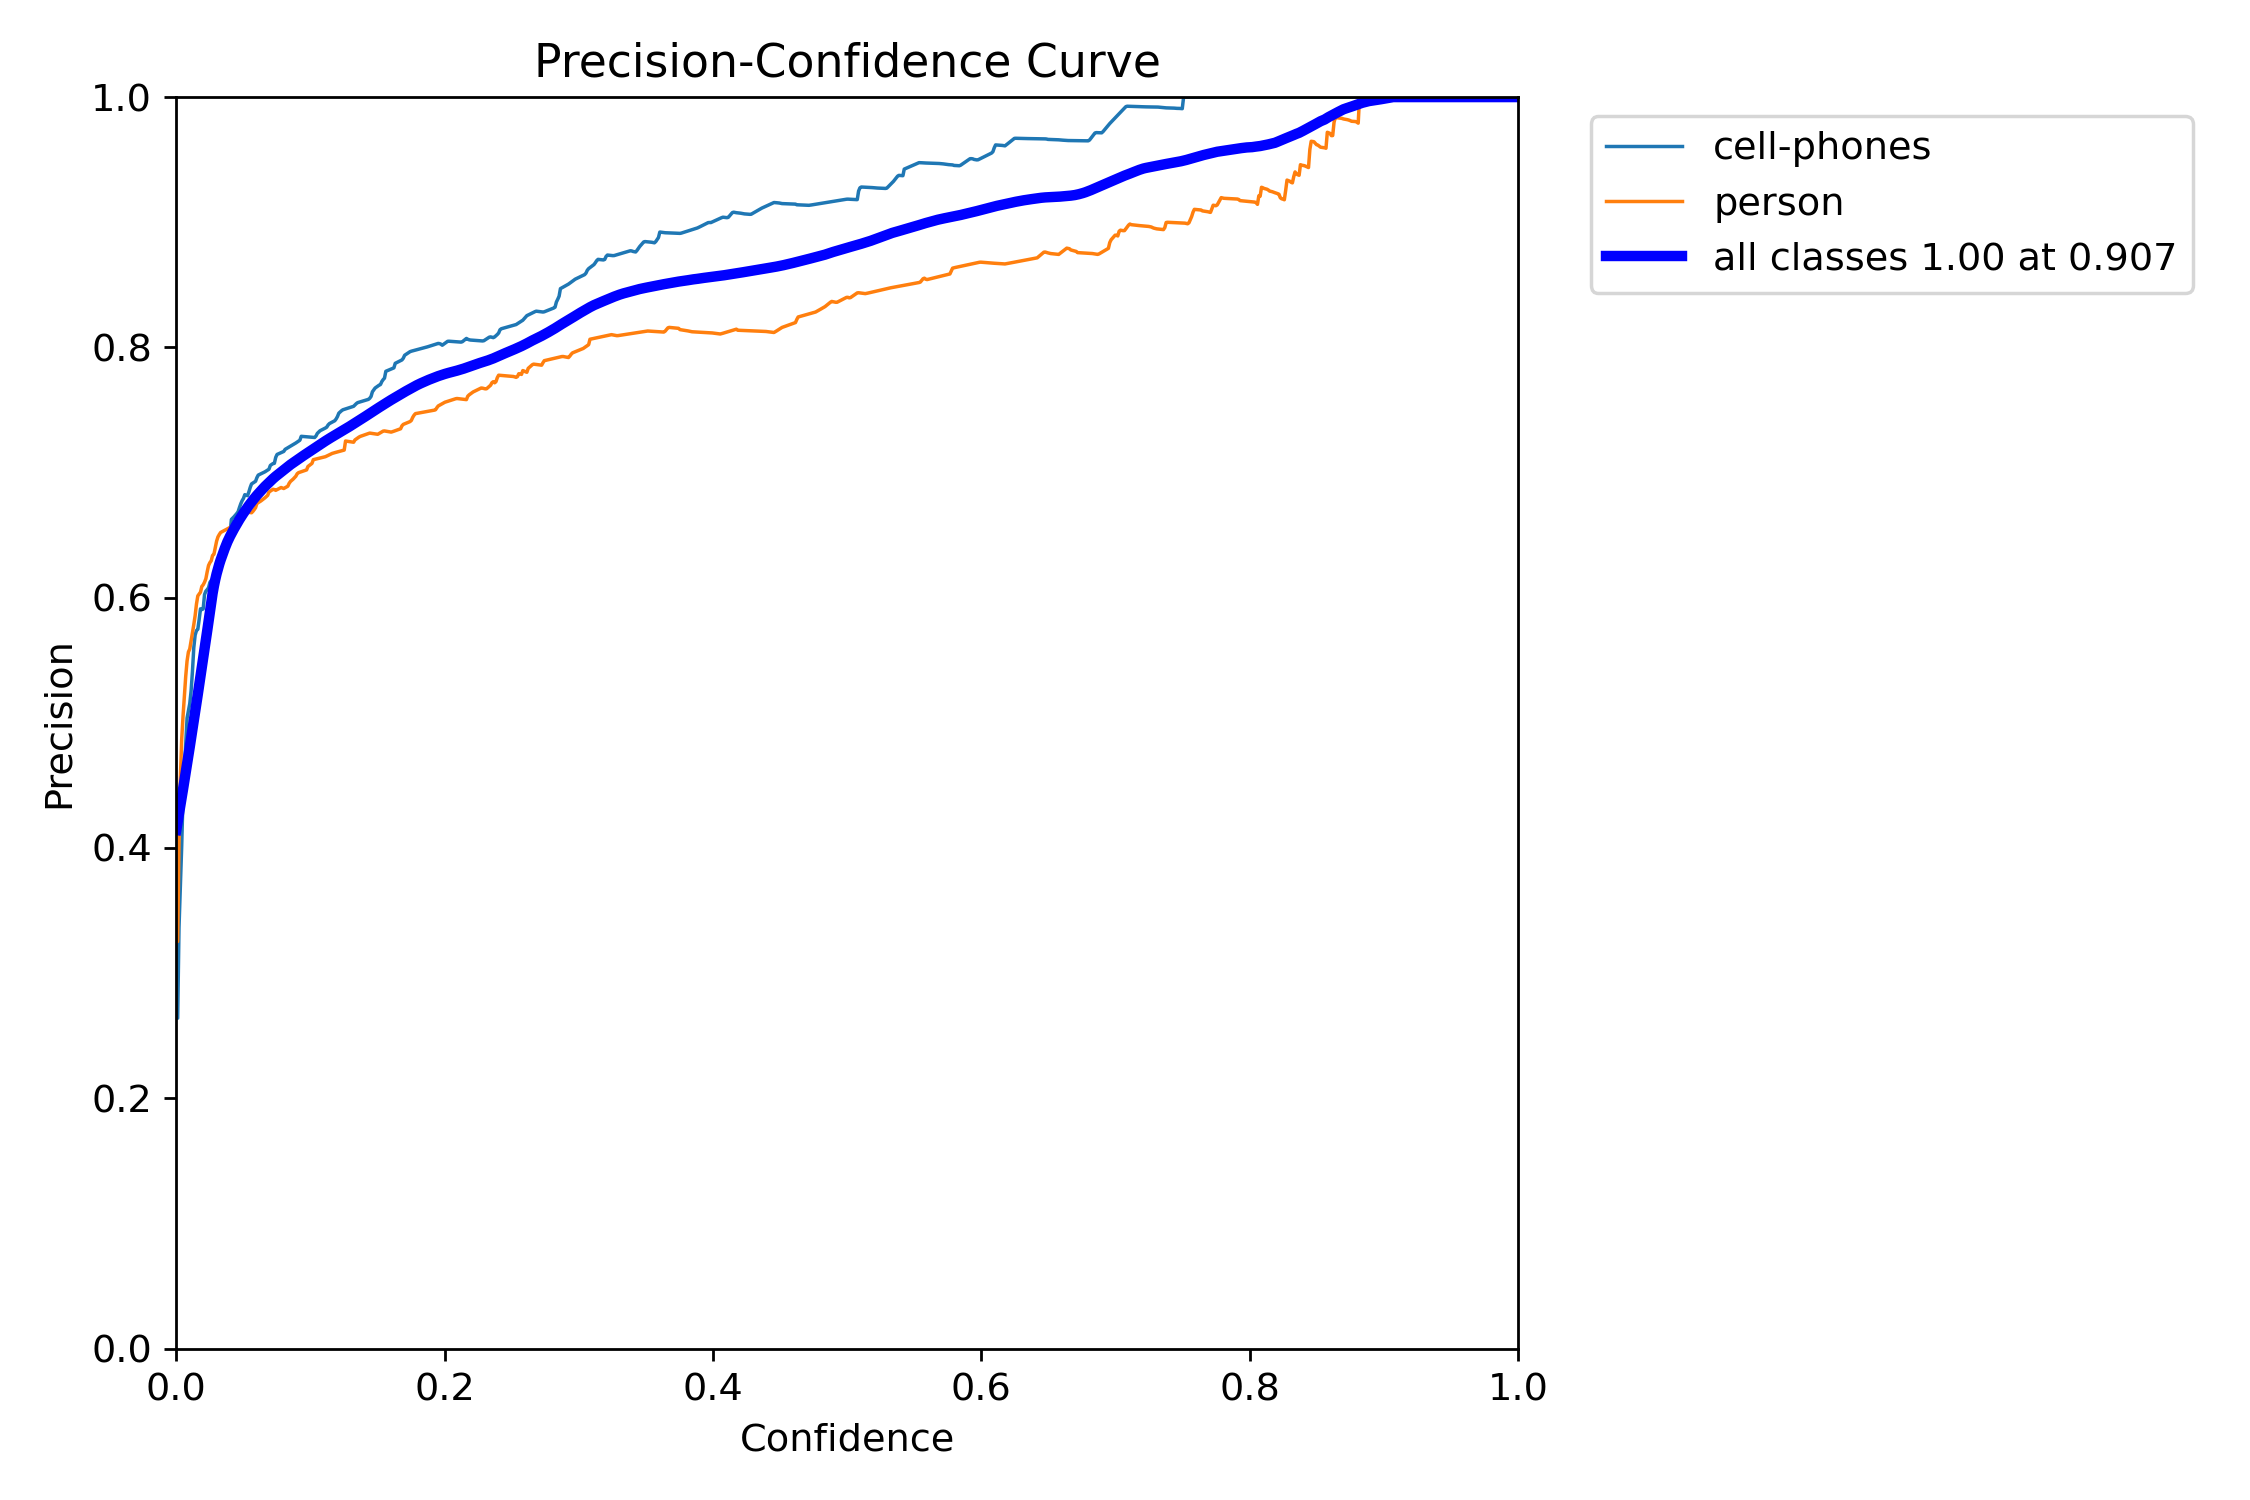 Precision-Confidence Curve
1.0
0.8
0.6
0.4
0.2
0.0
Precision
0.0 0.2 0.4 0.6 0.8 1.0
Confidence
cell-phones
person
all classes 1.00 at 0.907